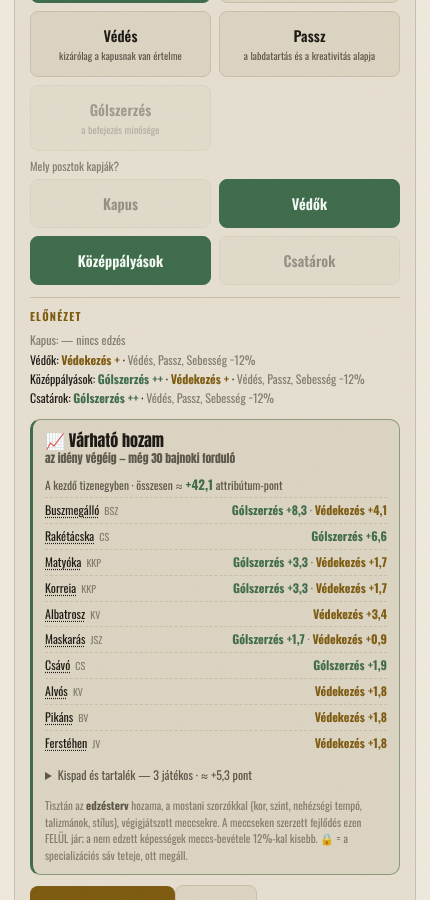 Védés
Passz
kizárólag a kapusnak van értelme
a labdatartás és a kreativitás alapja
Gólszerzés
a befejezés minősége
Mely posztok kapják?
Kapus
Védők
Középpályások
Csatárok
ELŐNÉZET
Kapus: — nincs edzés
Védők: Védekezés + · Védés, Passz, Sebesség −12%
Középpályások: Gólszerzés ++ · Védekezés + · Védés, Passz, Sebesség −12%
Csatárok: Gólszerzés ++ · Védés, Passz, Sebesség −12%
📈 Várható hozam
az idény végéig – még 30 bajnoki forduló
A kezdő tizenegyben · összesen ≈ +42,1 attribútum-pont
Buszmegálló BSZ Gólszerzés +8,3 · Védekezés +4,1
Rakétácska CS Gólszerzés +6,6
Matyóka KKP Gólszerzés +3,3 · Védekezés +1,7
Korreia KKP Gólszerzés +3,3 · Védekezés +1,7
Albatrosz KV Védekezés +3,4
Maskarás JSZ Gólszerzés +1,7 · Védekezés +0,9
Csávó CS Gólszerzés +1,9
Alvós KV Védekezés +1,8
Pikáns BV Védekezés +1,8
Ferstéhen JV Védekezés +1,8
▶ Kispad és tartalék — 3 játékos · ≈ +5,3 pont
Tisztán az edzésterv hozama, a mostani szorzókkal (kor, szint, nehézségi tempó,
talizmánok, stílus), végigjátszott meccsekre. A meccseken szerzett fejlődés ezen
FELÜL jár; a nem edzett képességek meccs-bevétele 12%-kal kisebb. 🔒 = a
specializációs sáv teteje, ott megáll.